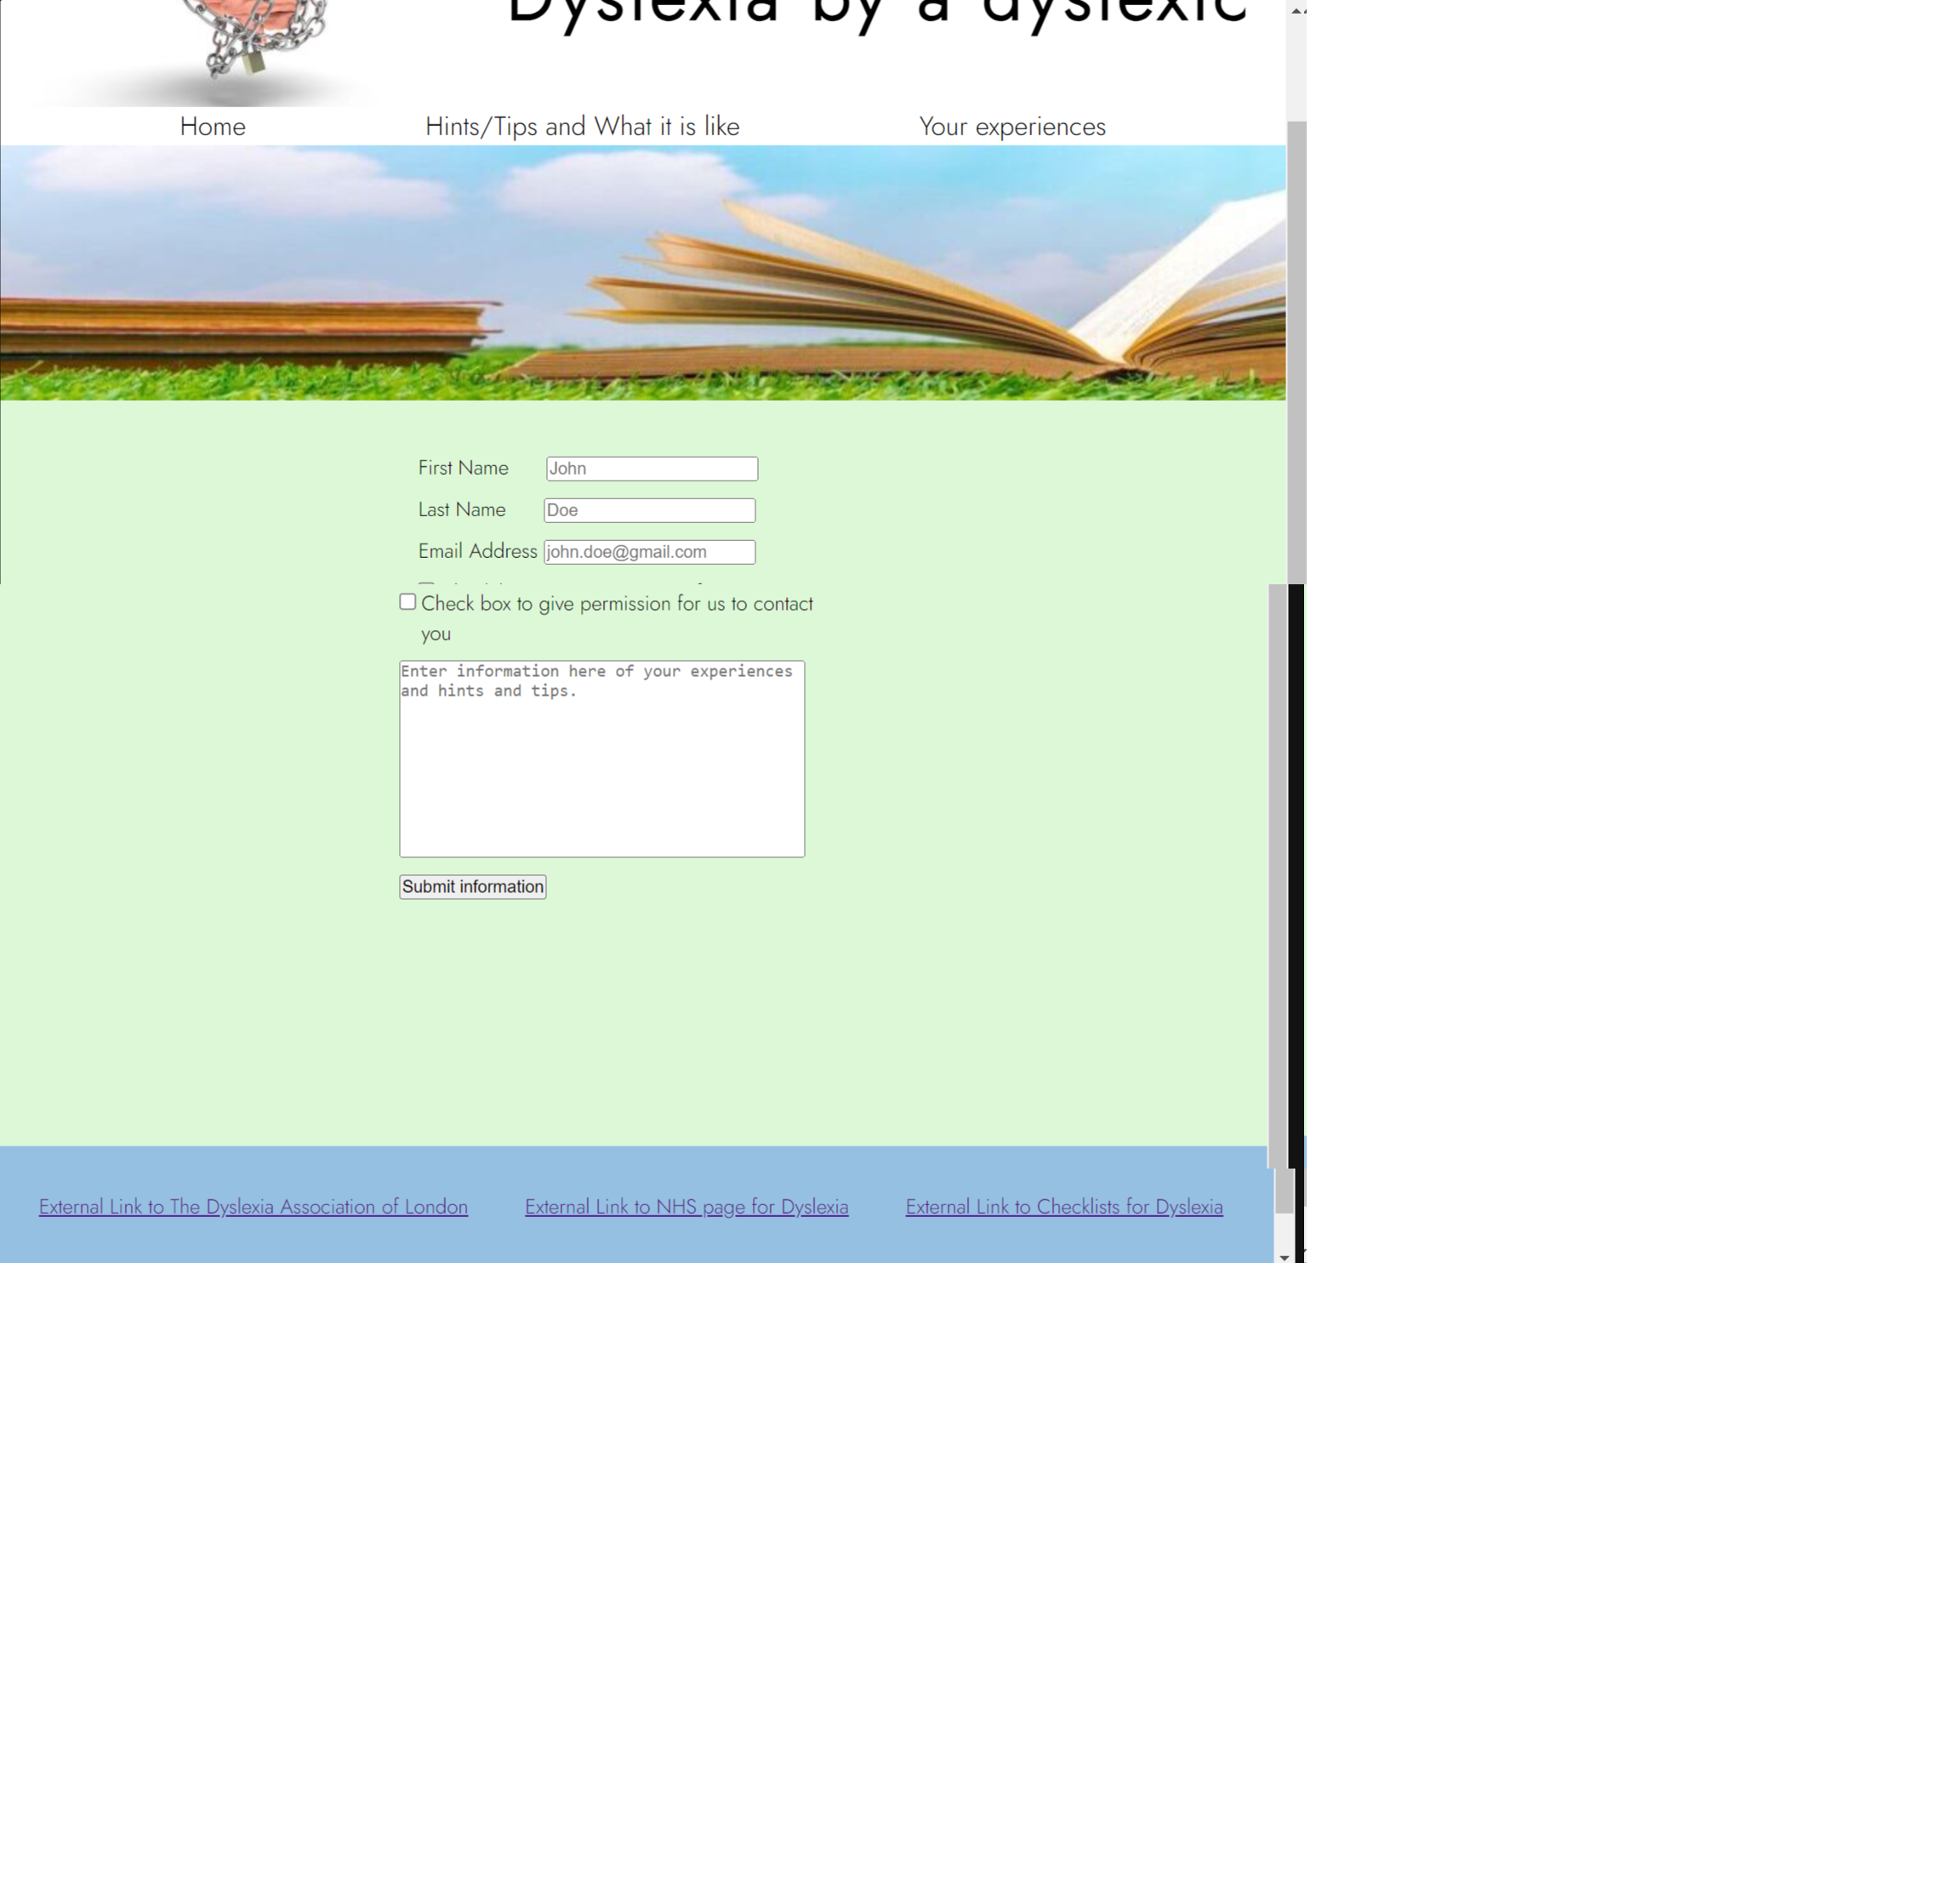 Dyslexia by a dyslexic
Home Hints/Tips and What it is like Your experiences
First Name John
Last Name Doe
Email Address john.doe@gmail.com
Check box to give permission for us to contact
you
Enter information here of your experiences
and hints and tips.
Submit information
External Link to The Dyslexia Association of London External Link to NHS page for Dyslexia External Link to Checklists for Dyslexia